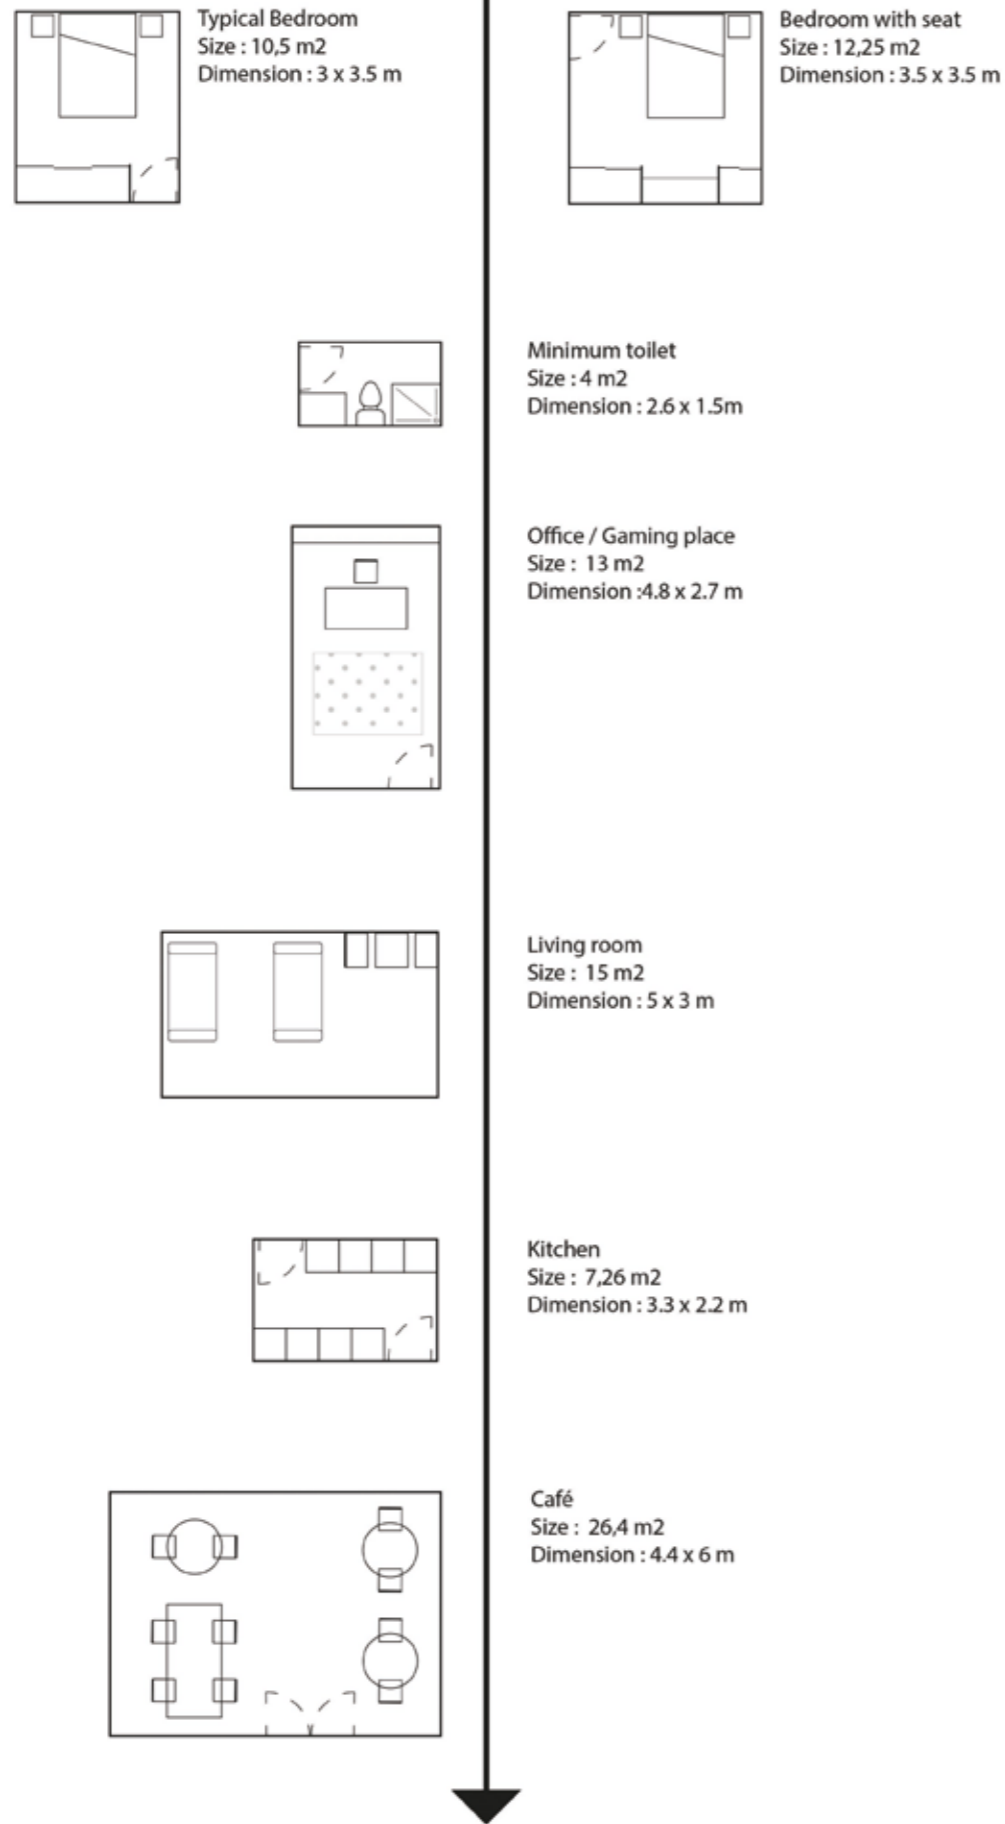 Typical Bedroom
Size : 10,5 m2
Dimension : 3 x 3.5 m
Bedroom with seat
Size : 12,25 m2
Dimension : 3.5 x 3.5 m
Minimum toilet
Size : 4 m2
Dimension : 2.6 x 1.5m
Office / Gaming place
Size :  13 m2
Dimension :4.8 x 2.7 m
Living room
Size :  15 m2
Dimension : 5 x 3 m
Kitchen
Size :  7,26 m2
Dimension : 3.3 x 2.2 m
Café
Size :  26,4 m2
Dimension : 4.4 x 6 m